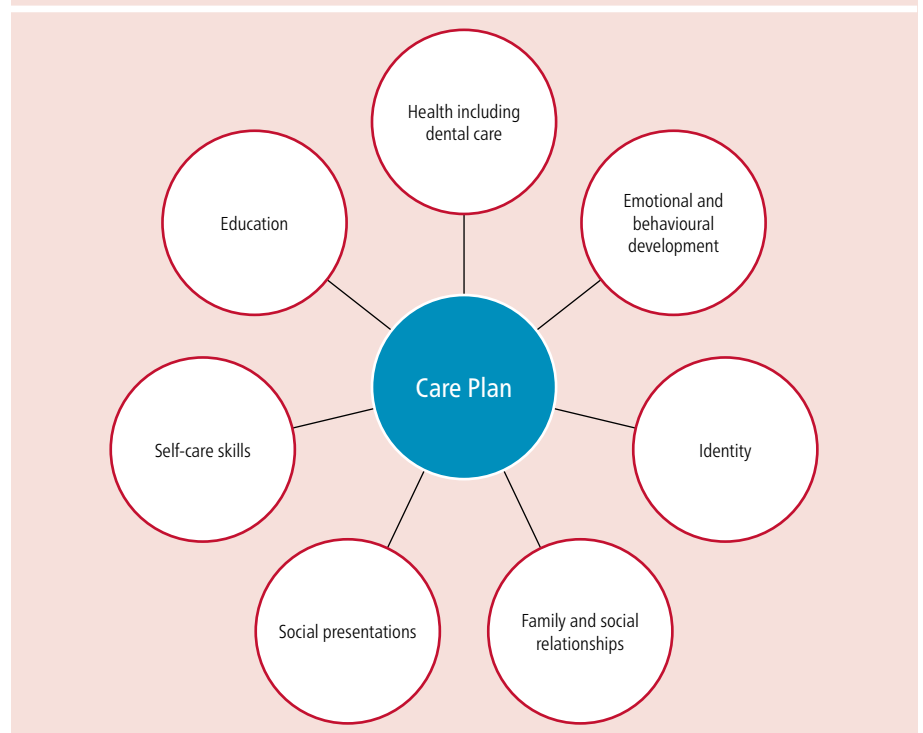 Health including
dental care
Emotional and
behavioural
development
Identity
Family and social
relationships
Social presentations
Self-care skills
Education
Care Plan